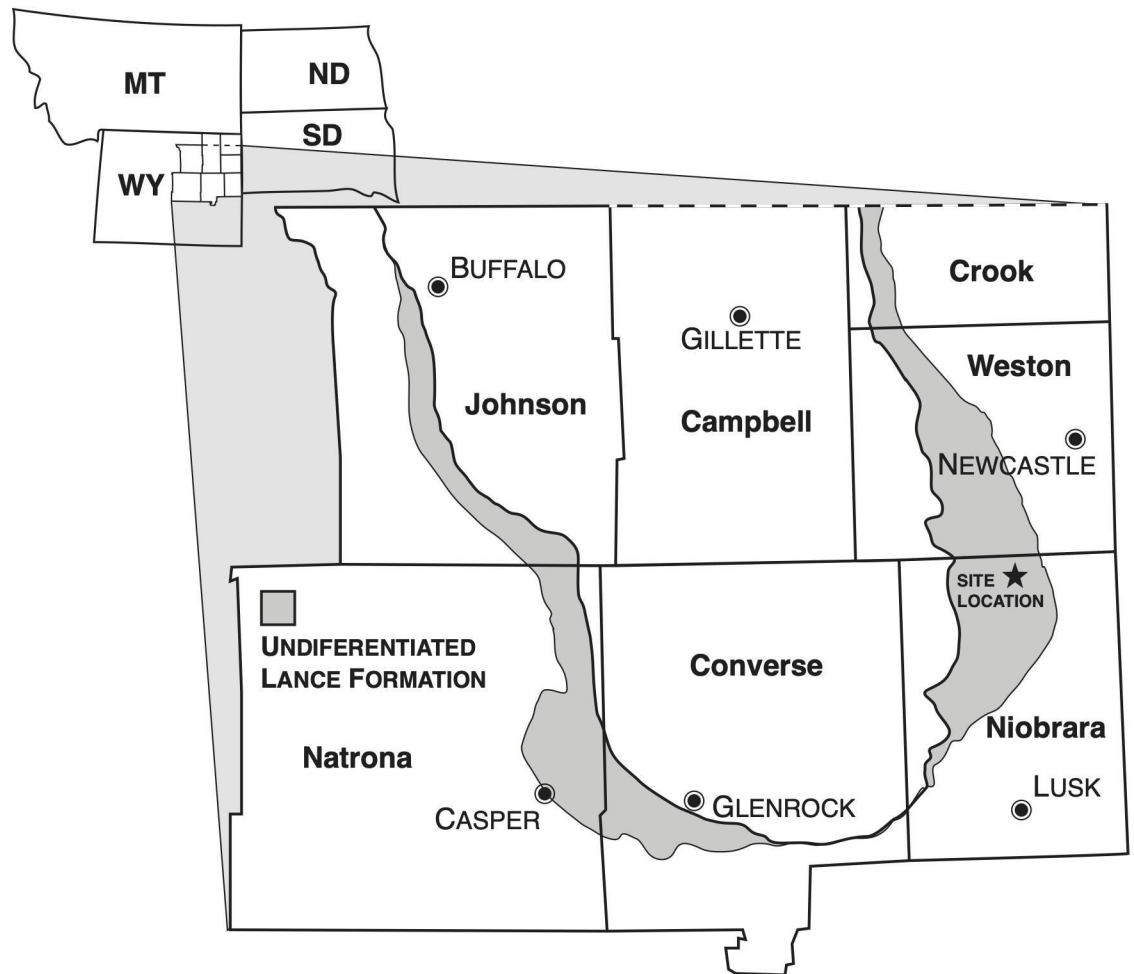 MT
ND
SD
WY
BUFFALO
Crook
GILLETTE
Weston
Johnson
Campbell
NEWCASTLE
SITE
LOCATION
UNDIFERENTIATED
LANCE FORMATION
Converse
Niobrara
Natrona
LUSK
CASPER
GLENROCK